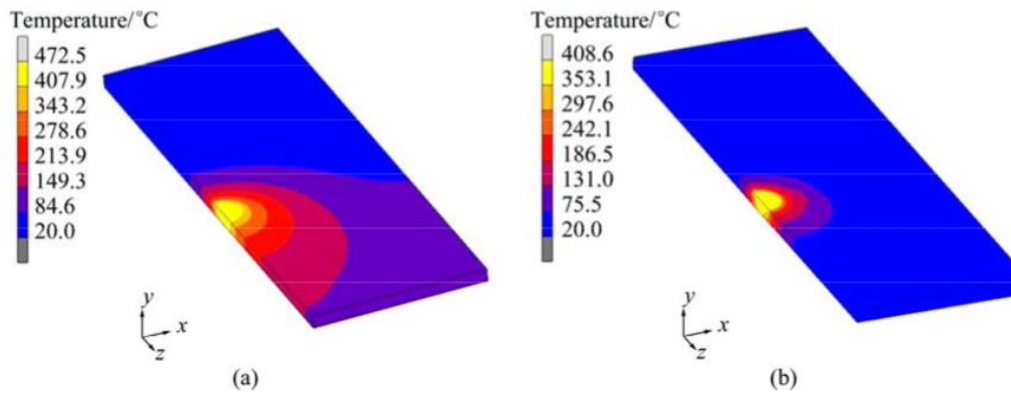 Temperature/°C
472.5
407.9
343.2
278.6
213.9
149.3
84.6
20.0
y
x
z
(a)
Temperature/°C
408.6
353.1
297.6
242.1
186.5
131.0
75.5
20.0
y
x
z
(b)